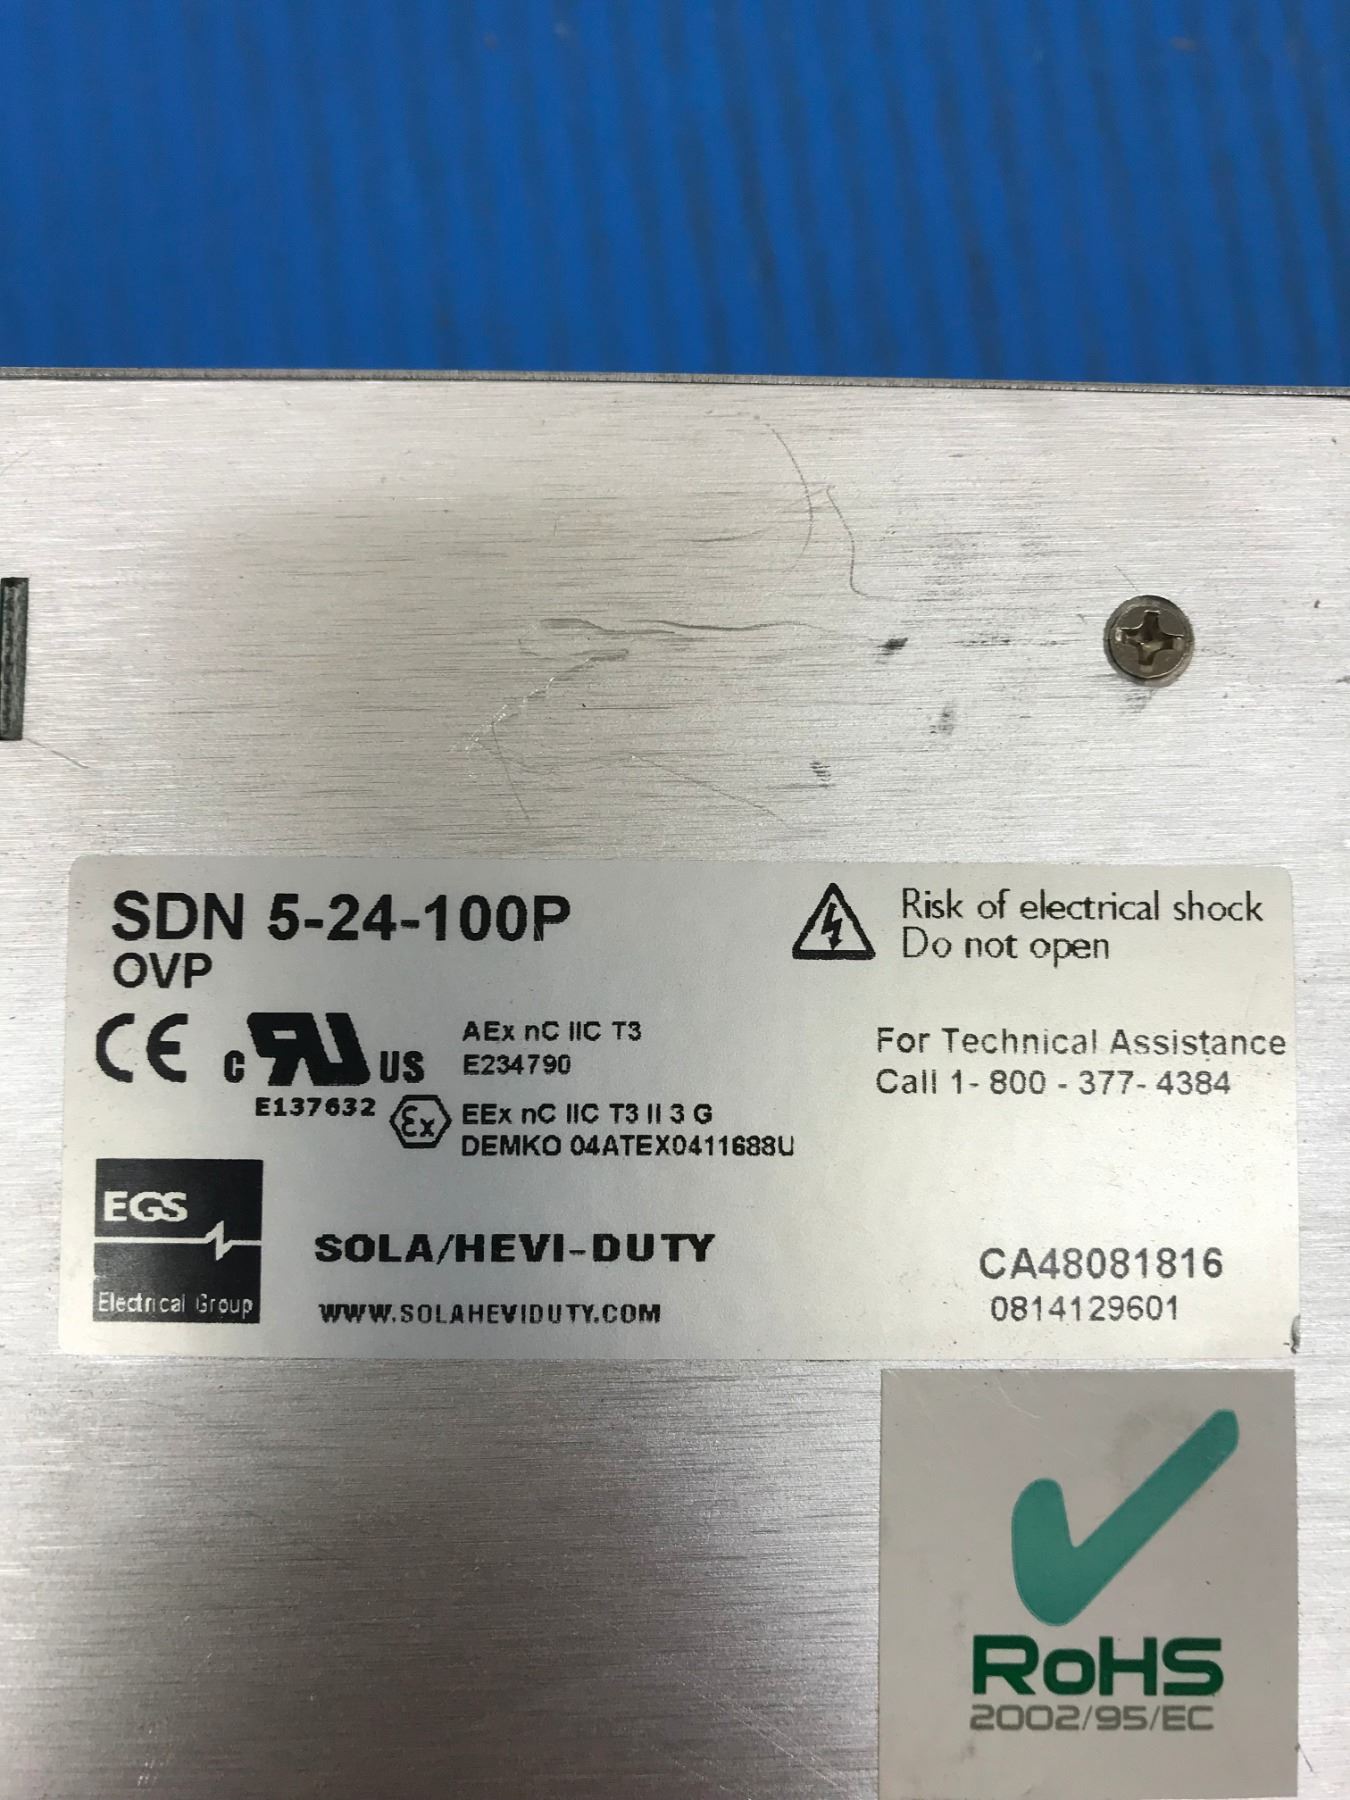 SDN 5-24-100P
OVP
Risk of electrical shock
Do not open
CE
C RU US
E137632
AEx nC IIC T3
E234790
Ex
EEx nC IIC T3 II 3 G
DEMKO 04ATEX0411688U
For Technical Assistance
Call 1- 800 - 377- 4384
EGS
Electrical Group
SOLA/HEVI-DUTY
WWW.SOLAHEVIDUTY.COM
CA48081816
0814129601
RoHS
2002/95/EC